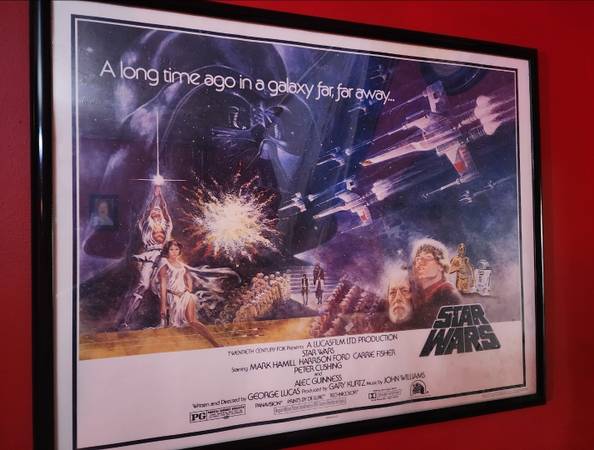 A long time ago in a galaxy far, far away...
STAR
WARS
TWENTIETH CENTURY-FOX Presents A LUCASFILM LTD. PRODUCTION
STAR WARS
Starring MARK HAMILL HARRISON FORD CARRIE FISHER
PETER CUSHING
and
ALEC GUINNESS
Written and Directed by GEORGE LUCAS Produced by GARY KURTZ Music by JOHN WILLIAMS
PANAVISION PRINTS BY DE LUXE TECHNICOLOR
PG